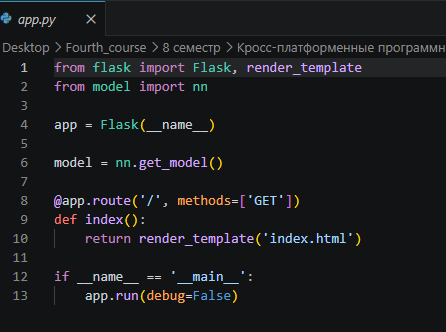 app.py ×
Desktop > Fourth_course > 8 семестр > Кросс-платформенные программн
1 from flask import Flask, render_template
2 from model import nn
3
4 app = Flask(__name__)
5
6 model = nn.get_model()
7
8 @app.route('/', methods=['GET'])
9 def index():
10     return render_template('index.html')
11
12 if __name__ == '__main__':
13     app.run(debug=False)